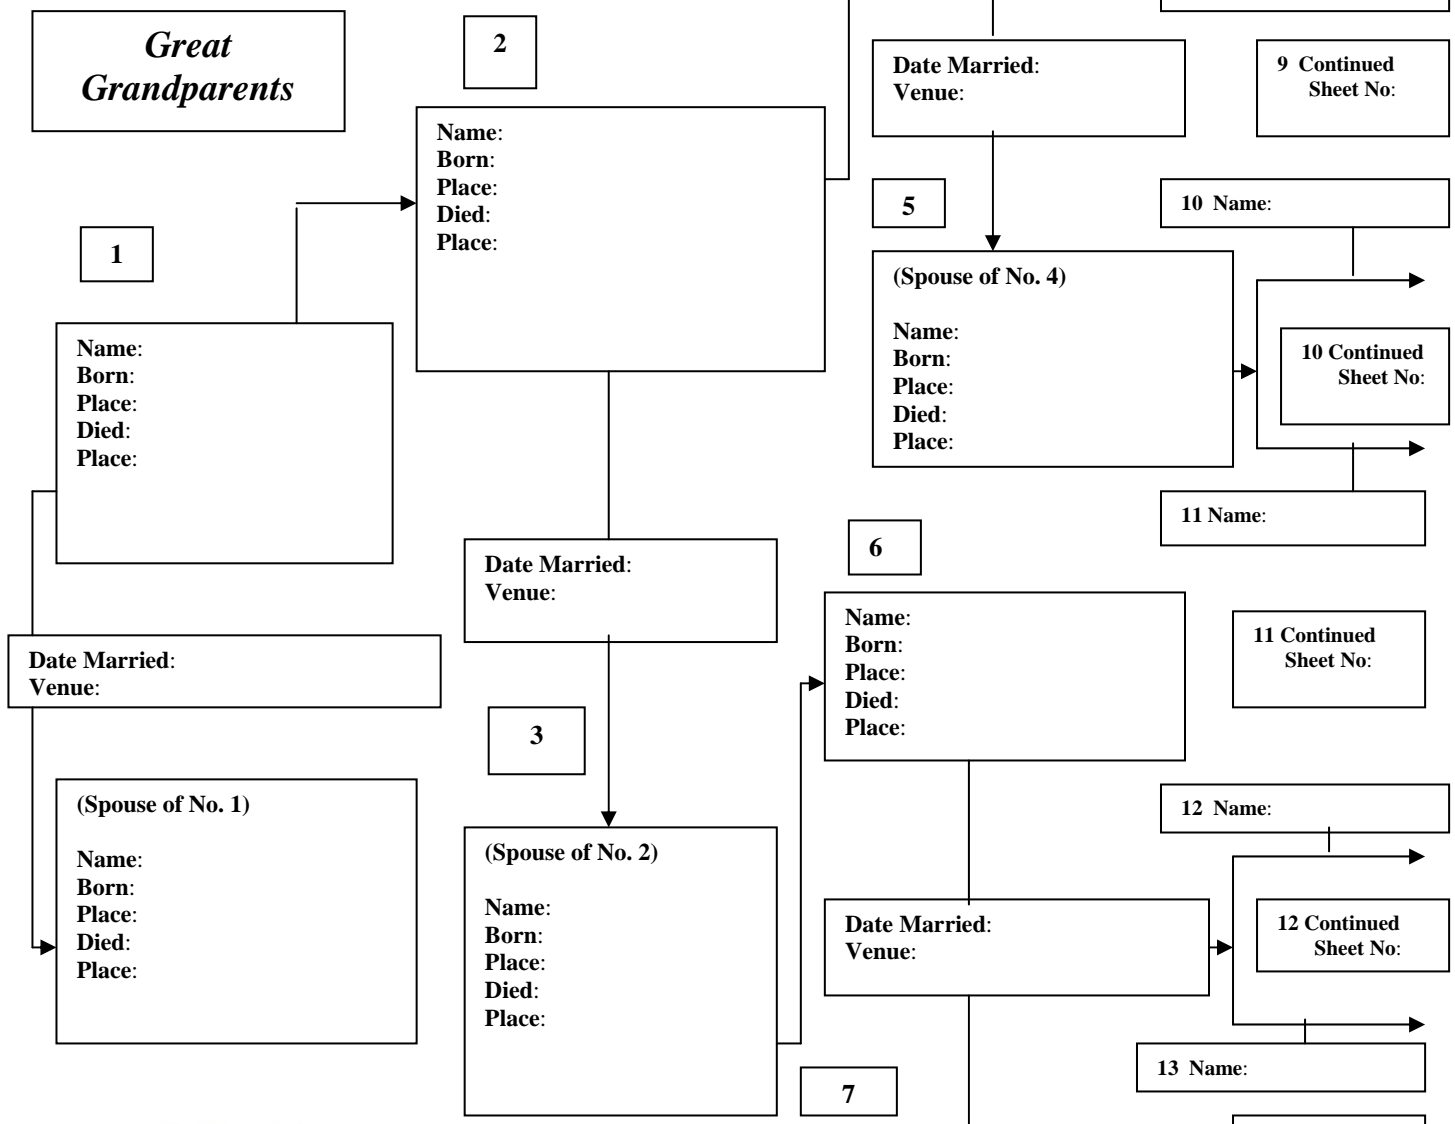 Great
Grandparents
1
Name:
Born:
Place:
Died:
Place:
Date Married:
Venue:
(Spouse of No. 1)
Name:
Born:
Place:
Died:
Place:
2
Name:
Born:
Place:
Died:
Place:
Date Married:
Venue:
3
(Spouse of No. 2)
Name:
Born:
Place:
Died:
Place:
Date Married:
Venue:
5
(Spouse of No. 4)
Name:
Born:
Place:
Died:
Place:
6
Name:
Born:
Place:
Died:
Place:
Date Married:
Venue:
7
9 Continued
Sheet No:
10 Name:
10 Continued
Sheet No:
11 Name:
11 Continued
Sheet No:
12 Name:
12 Continued
Sheet No:
13 Name: